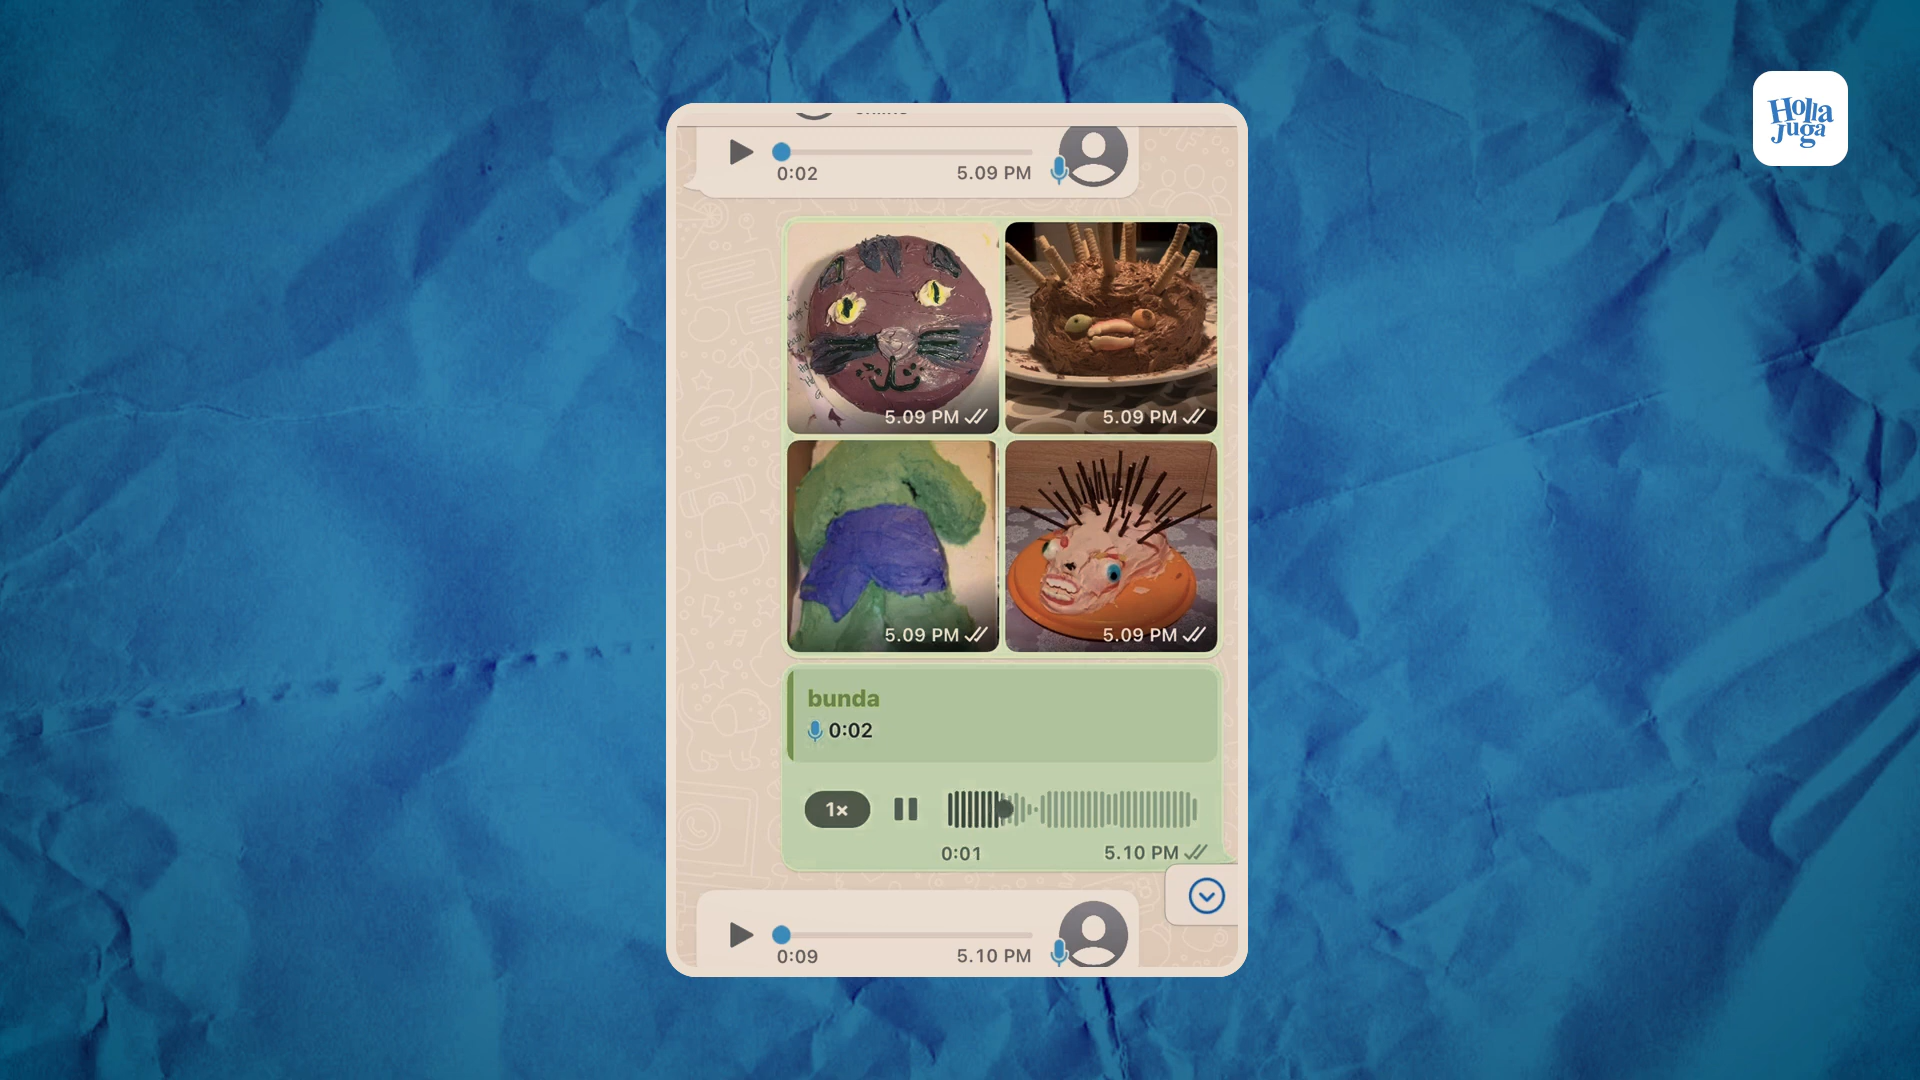 Holla
Juga
0:02 5.09 PM
5.09 PM
5.09 PM
5.09 PM
5.09 PM
bunda
0:02
1x
0:01 5.10 PM
0:09 5.10 PM